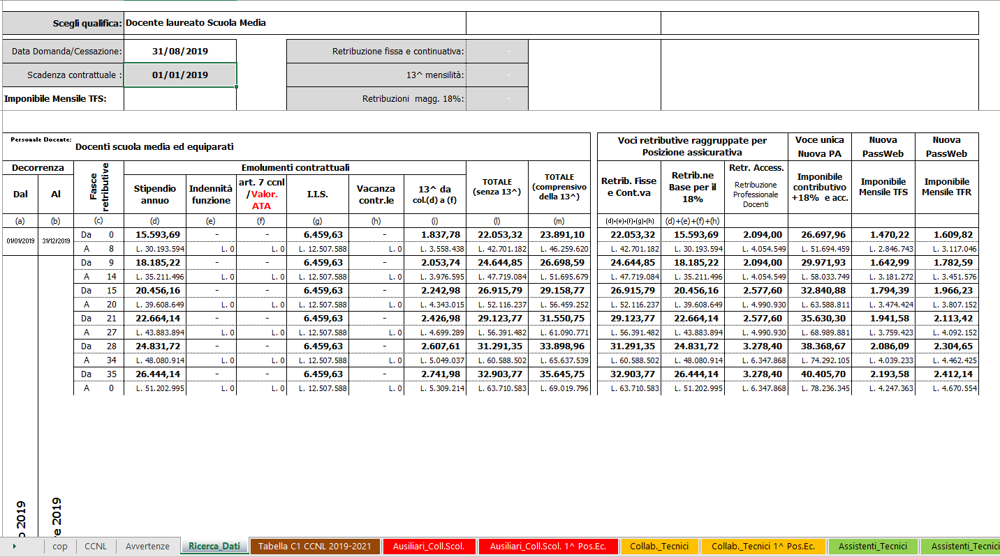 Scegli qualifica: Docente laureato Scuola Media
Data Domanda/Cessazione: 31/08/2019 Retribuzione fissa e continuativa: -
Scadenza contrattuale : 01/01/2019 13^ mensilità: -
Imponibile Mensile TFS: Retribuzioni magg. 18%: -
Personale Docente: Docenti scuola media ed equiparati
Voci retributive raggruppate per Posizione assicurativa
Voce unica Nuova PA
Nuova PassWeb
Nuova PassWeb
Decorrenza
Fasce retributive
Emolumenti contrattuali
Dal Al
Stipendio annuo
Indennità funzione
art. 7 ccnl /Valor. ATA
I.I.S.
Vacanza contr.le
13^ da col.(d) a (f)
TOTALE (senza 13^)
TOTALE (comprensivo della 13^)
Retrib. Fisse e Cont.va
Retrib.ne Base per il 18%
Retr. Access. Retribuzione Professionale Docenti
Imponibile contributivo +18% e acc.
Imponibile Mensile TFS
Imponibile Mensile TFR
(a) (b) (c) (d) (e) (f) (g) (h) (i) (l) (m) (d)+(e)+(f)+(g)+(h) (d)+(e)+(f)+(h)
01/01/2019 31/12/2019
Da 0 15.593,69 - - 6.459,63 - 1.837,78 22.053,32 23.891,10 22.053,32 15.593,69 2.094,00 26.697,96 1.470,22 1.609,82
A 8 L. 30.193.594 L. 0 L. 0 L. 12.507.588 L. 0 L. 3.558.438 L. 42.701.182 L. 46.259.620 L. 42.701.182 L. 30.193.594 L. 4.054.549 L. 51.694.459 L. 2.846.743 L. 3.117.046
Da 9 18.185,22 - - 6.459,63 - 2.053,74 24.644,85 26.698,59 24.644,85 18.185,22 2.094,00 29.971,93 1.642,99 1.782,59
A 14 L. 35.211.496 L. 0 L. 0 L. 12.507.588 L. 0 L. 3.976.595 L. 47.719.084 L. 51.695.679 L. 47.719.084 L. 35.211.496 L. 4.054.549 L. 58.033.749 L. 3.181.272 L. 3.451.576
Da 15 20.456,16 - - 6.459,63 - 2.242,98 26.915,79 29.158,77 26.915,79 20.456,16 2.577,60 32.840,88 1.794,39 1.966,23
A 20 L. 39.608.649 L. 0 L. 0 L. 12.507.588 L. 0 L. 4.343.015 L. 52.116.237 L. 56.459.252 L. 52.116.237 L. 39.608.649 L. 4.990.930 L. 63.588.811 L. 3.474.424 L. 3.807.152
Da 21 22.664,14 - - 6.459,63 - 2.426,98 29.123,77 31.550,75 29.123,77 22.664,14 2.577,60 35.630,30 1.941,58 2.113,42
A 27 L. 43.883.894 L. 0 L. 0 L. 12.507.588 L. 0 L. 4.699.289 L. 56.391.482 L. 61.090.771 L. 56.391.482 L. 43.883.894 L. 4.990.930 L. 68.989.881 L. 3.759.423 L. 4.092.152
Da 28 24.831,72 - - 6.459,63 - 2.607,61 31.291,35 33.898,96 31.291,35 24.831,72 3.278,40 38.368,67 2.086,09 2.304,65
A 34 L. 48.080.914 L. 0 L. 0 L. 12.507.588 L. 0 L. 5.049.037 L. 60.588.502 L. 65.637.539 L. 60.588.502 L. 48.080.914 L. 6.347.868 L. 74.292.105 L. 4.039.233 L. 4.462.425
Da 35 26.444,14 - - 6.459,63 - 2.741,98 32.903,77 35.645,75 32.903,77 26.444,14 3.278,40 40.405,70 2.193,58 2.412,14
A 0 L. 51.202.995 L. 0 L. 0 L. 12.507.588 L. 0 L. 5.309.214 L. 63.710.583 L. 69.019.796 L. 63.710.583 L. 51.202.995 L. 6.347.868 L. 78.236.345 L. 4.247.363 L. 4.670.554
o 2019
re 2019
cop CCNL Avvertenze Ricerca_Dati Tabella C1 CCNL 2019-2021 Ausiliari_Coll.Scol. Ausiliari_Coll.Scol. 1^ Pos.Ec. Collab._Tecnici Collab._Tecnici 1^ Pos.Ec. Assistenti_Tecnici Assistenti_Tecnici